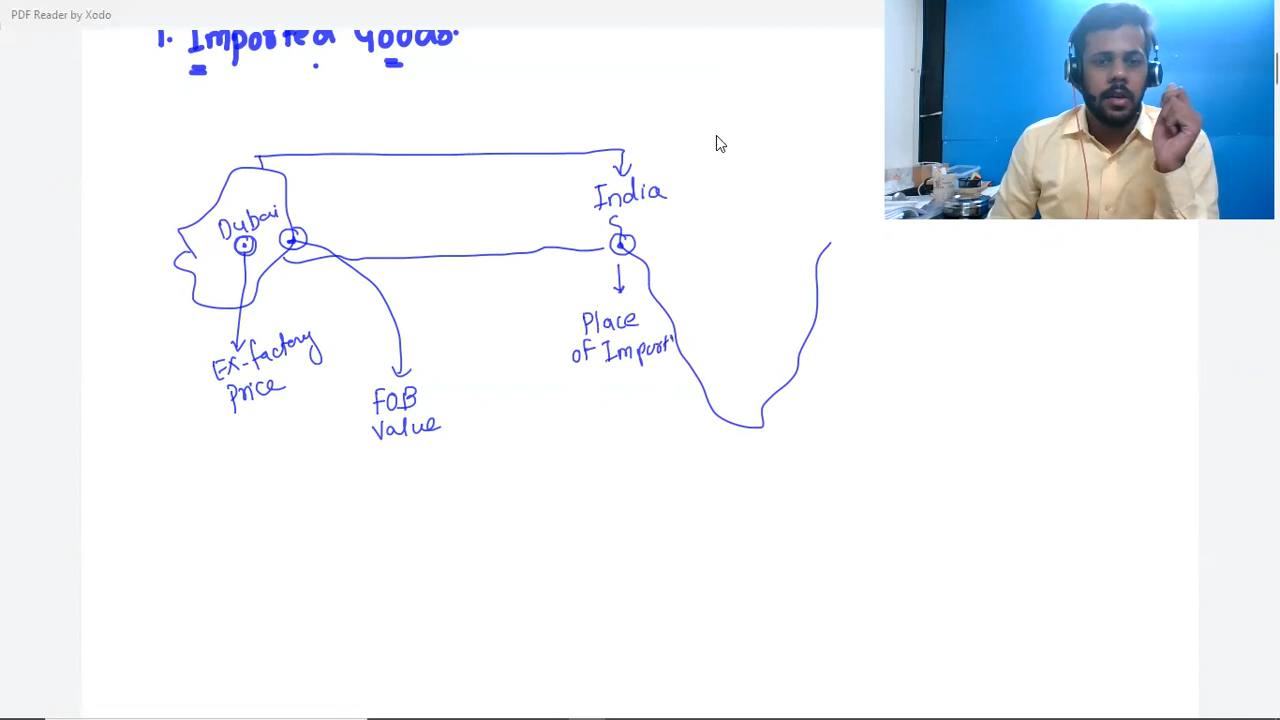 PDF Reader by Xodo
1. Imported Goods.
India
Dubai
Place
of Import
Ex-factory
Price
FOB
Value